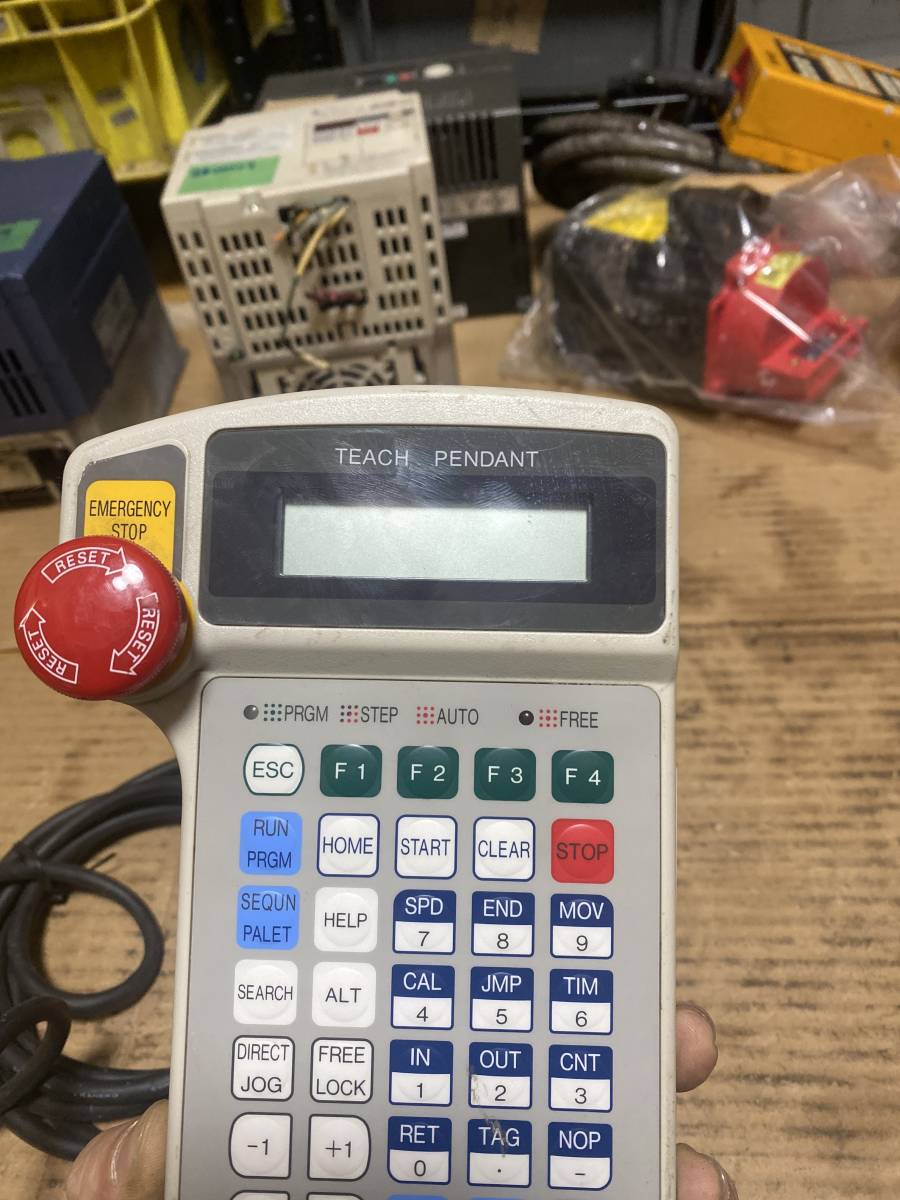 TEACH PENDANT
EMERGENCY
STOP
RESET
RESET
RESET
PRGM STEP AUTO FREE
ESC F 1 F 2 F 3 F 4
RUN
PRGM
HOME START CLEAR STOP
SEQUN
PALET
HELP
SPD
7
END
8
MOV
9
SEARCH
ALT
CAL
4
JMP
5
TIM
6
DIRECT
JOG
FREE
LOCK
IN
1
OUT
2
CNT
3
-1
+1
RET
0
TAG
.
NOP
-